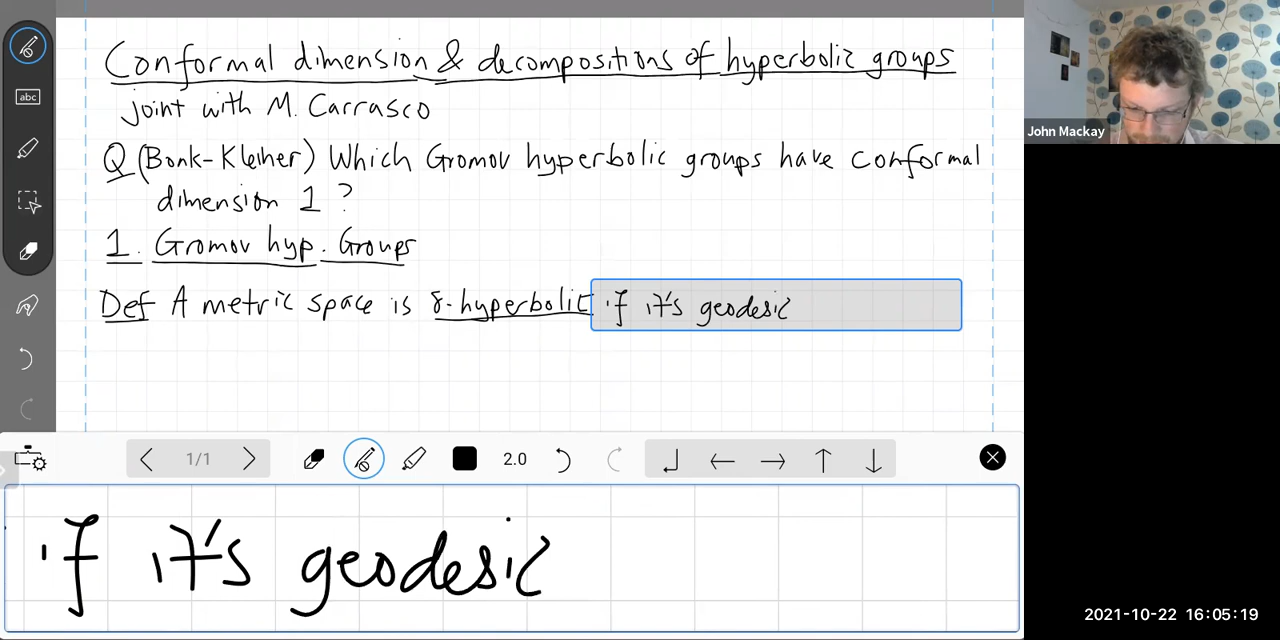 Conformal dimension & decompositions of hyperbolic groups
joint with M. Carrasco
Q (Bonk-Kleiner) Which Gromov hyperbolic groups have conformal
dimension 1 ?
1. Gromov hyp. Groups
Def A metric space is δ-hyperbolic if it's geodesic
John Mackay
abc
1/1
2.0
if it's geodesic
2021-10-22 16:05:19